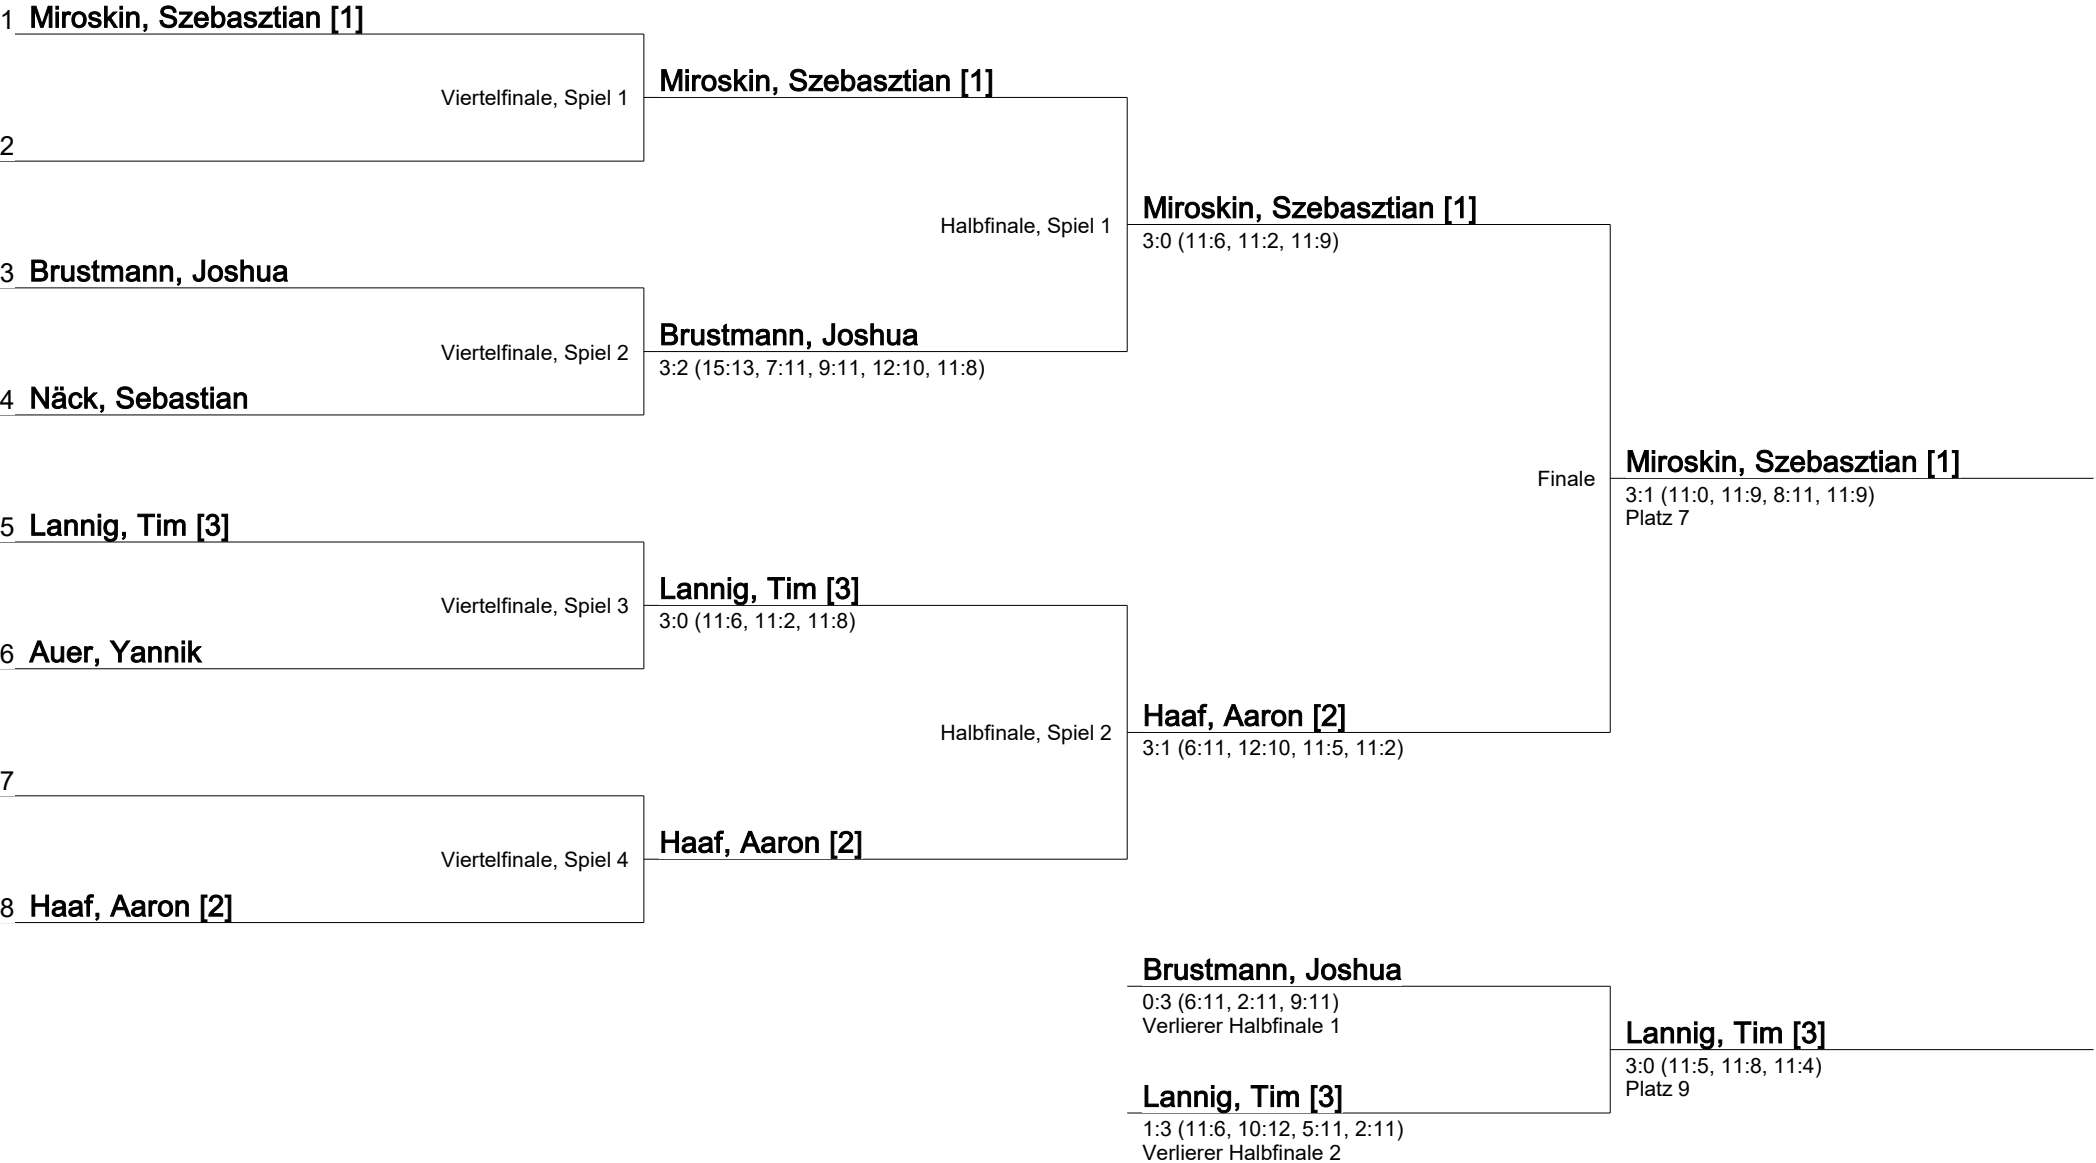 1 Miroskin, Szebasztian [1]
Viertelfinale, Spiel 1
Miroskin, Szebasztian [1]
2
Halbfinale, Spiel 1
Miroskin, Szebasztian [1]
3:0 (11:6, 11:2, 11:9)
3 Brustmann, Joshua
Viertelfinale, Spiel 2
Brustmann, Joshua
3:2 (15:13, 7:11, 9:11, 12:10, 11:8)
4 Näck, Sebastian
Finale
Miroskin, Szebasztian [1]
3:1 (11:0, 11:9, 8:11, 11:9)
Platz 7
5 Lannig, Tim [3]
Viertelfinale, Spiel 3
Lannig, Tim [3]
3:0 (11:6, 11:2, 11:8)
6 Auer, Yannik
Halbfinale, Spiel 2
Haaf, Aaron [2]
3:1 (6:11, 12:10, 11:5, 11:2)
7
Viertelfinale, Spiel 4
Haaf, Aaron [2]
8 Haaf, Aaron [2]
Brustmann, Joshua
0:3 (6:11, 2:11, 9:11)
Verlierer Halbfinale 1
Lannig, Tim [3]
3:0 (11:5, 11:8, 11:4)
Platz 9
Lannig, Tim [3]
1:3 (11:6, 10:12, 5:11, 2:11)
Verlierer Halbfinale 2